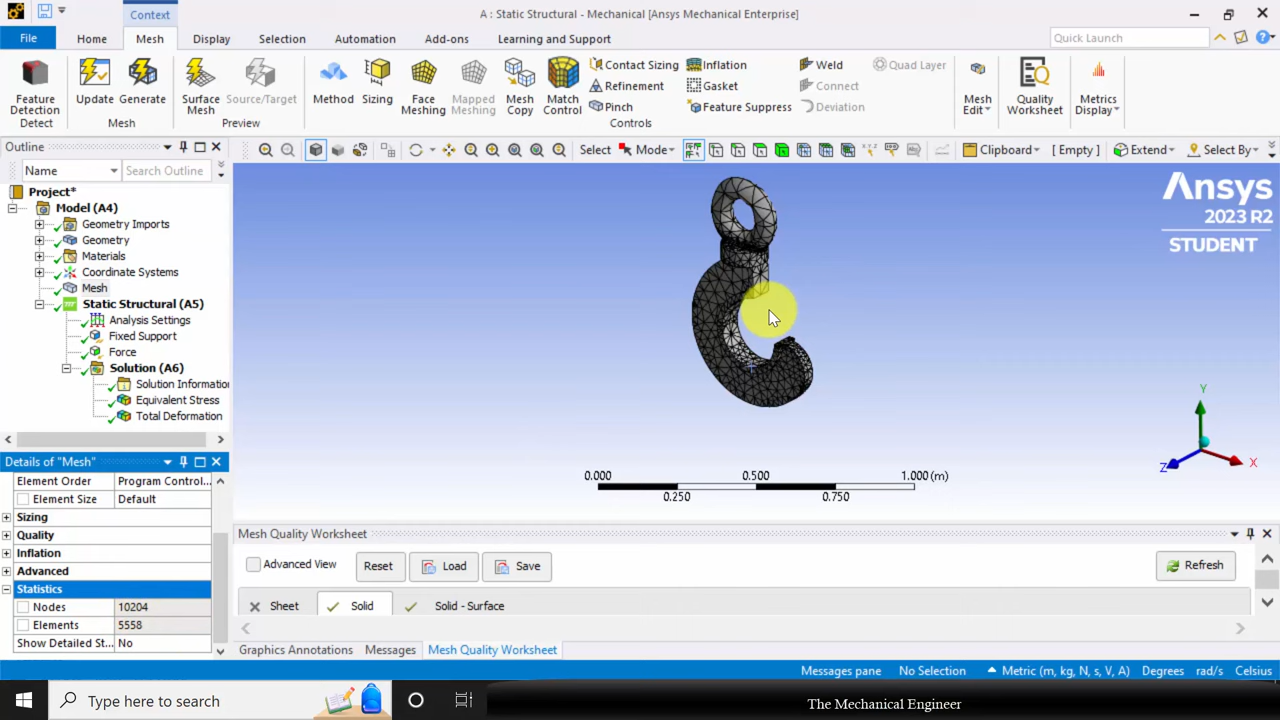 Context
A : Static Structural - Mechanical [Ansys Mechanical Enterprise]
File Home Mesh Display Selection Automation Add-ons Learning and Support
Quick Launch
Feature Detection
Detect
Update Generate
Mesh
Surface Mesh Source/Target
Preview
Method Sizing Face Meshing Mapped Meshing Mesh Copy Match Control
Contact Sizing Inflation Weld Quad Layer
Refinement Gasket Connect
Pinch Feature Suppress Deviation
Controls
Mesh Edit Quality Worksheet Metrics Display
Outline
Select Mode Clipboard [ Empty ] Extend Select By
Name Search Outline
Project*
Model (A4)
Geometry Imports
Geometry
Materials
Coordinate Systems
Mesh
Static Structural (A5)
Analysis Settings
Fixed Support
Force
Solution (A6)
Solution Informatio
Equivalent Stress
Total Deformation
Ansys
2023 R2
STUDENT
Y
Z X
0.000 0.500 1.000 (m)
0.250 0.750
Details of "Mesh"
Element Order Program Control...
Element Size Default
Sizing
Quality
Inflation
Advanced
Statistics
Nodes 10204
Elements 5558
Show Detailed St... No
Mesh Quality Worksheet
Advanced View Reset Load Save Refresh
Sheet Solid Solid - Surface
Graphics Annotations Messages Mesh Quality Worksheet
Messages pane No Selection Metric (m, kg, N, s, V, A) Degrees rad/s Celsius
Type here to search
The Mechanical Engineer